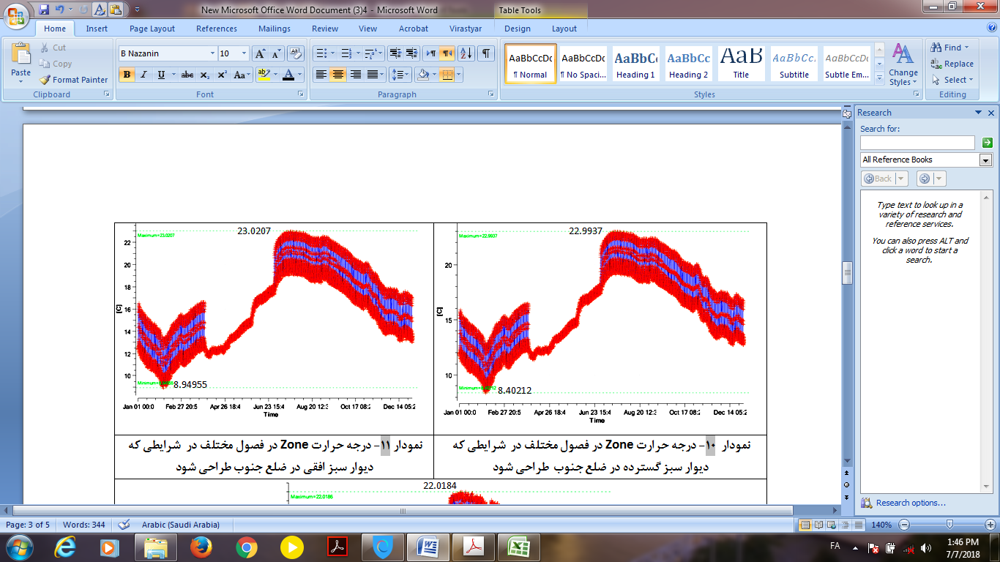 New Microsoft Office Word Document (3)4 - Microsoft Word
Table Tools
Home Insert Page Layout References Mailings Review View Acrobat Virastyar Design Layout
Paste
Cut
Copy
Format Painter
Clipboard
B Nazanin 10
Font
Paragraph
AaBbCcDc AaBbCcDc AaBbC AaBbCc AaB AaBbCc. AaBbCcDc
¶ Normal ¶ No Spaci... Heading 1 Heading 2 Title Subtitle Subtle Em...
Change Styles
Styles
Find
Replace
Select
Editing
Research
Search for:
All Reference Books
Back
Type text to look up in a
variety of research and
reference services.
You can also press ALT and
click a word to start a
search.
Research options...
Maximum=23.0207
23.0207
22
20
18
16
14
12
10
[C]
8.94955
Jan 01 00:0 Feb 27 20:5 Apr 26 18:4 Jun 23 15:4 Aug 20 12:3 Oct 17 08:2 Dec 14 05:2
Time
Maximum=22.9937
22.9937
20
15
10
[C]
8.40212
Jan 01 00:0 Feb 27 20:5 Apr 26 18:4 Jun 23 15:4 Aug 20 12:3 Oct 17 08:2 Dec 14 05:2
Time
نمودار ۱۰- درجه حرارت Zone در فصول مختلف در شرایطی که
دیوار سبز گسترده در ضلع جنوب طراحی شود
نمودار ۱۱- درجه حرارت Zone در فصول مختلف در شرایطی که
دیوار سبز افقی در ضلع جنوب طراحی شود
22.0184
Maximum=22.0186
Page: 3 of 5 Words: 344 Arabic (Saudi Arabia) 140%
FA
1:46 PM
7/7/2018